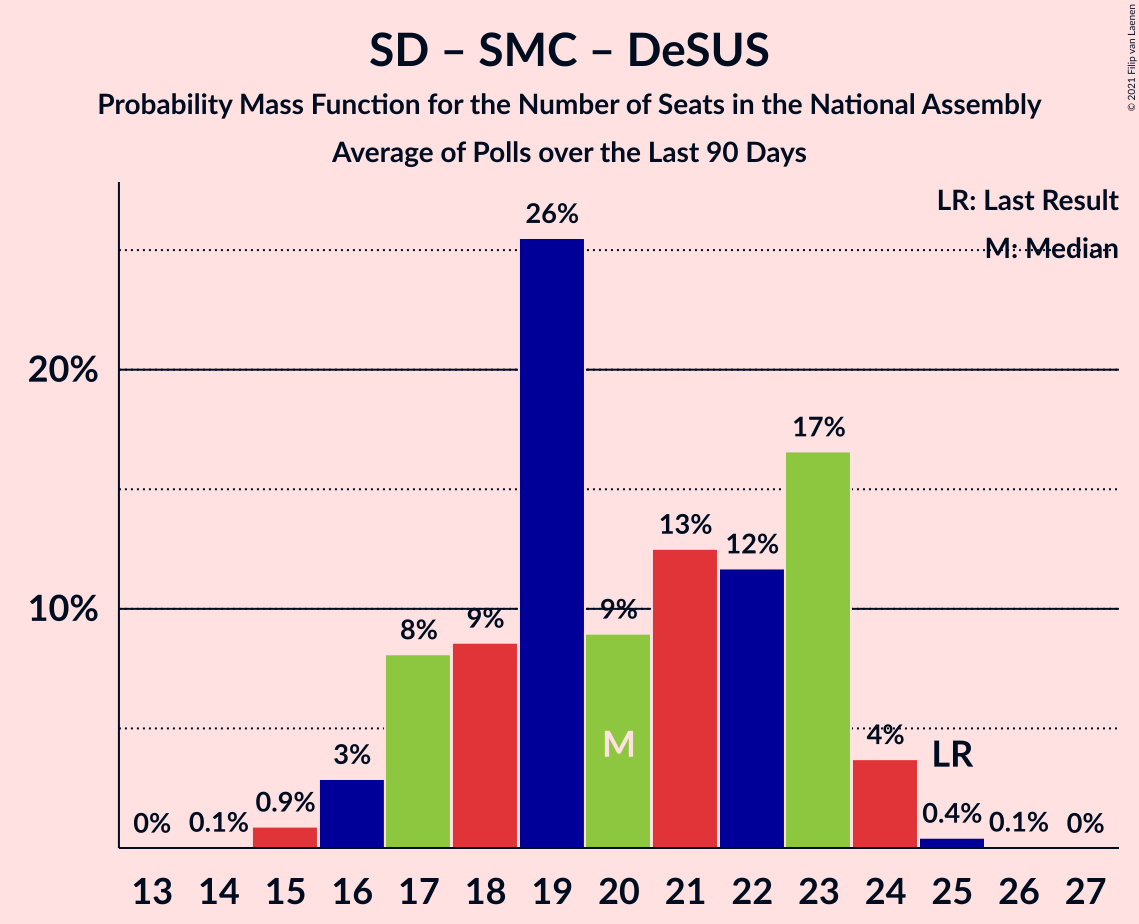 SD – SMC – DeSUS
Probability Mass Function for the Number of Seats in the National Assembly
Average of Polls over the Last 90 Days
© 2021 Filip van Laenen
LR: Last Result
M: Median
20%
10%
0%
0.1%
0.9%
3%
8%
9%
26%
9%
13%
12%
17%
4%
0.4%
0.1%
0%
M
LR
13 14 15 16 17 18 19 20 21 22 23 24 25 26 27